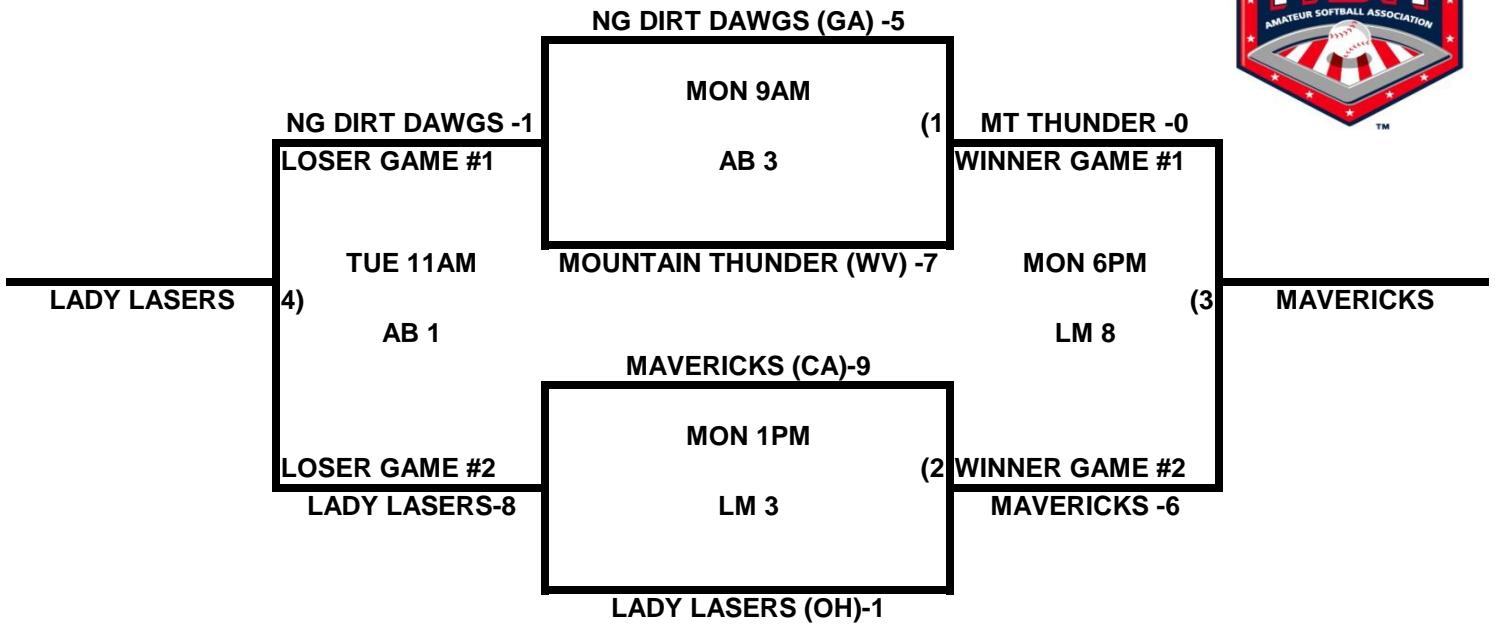 NG DIRT DAWGS (GA) -5
AMATEUR SOFTBALL ASSOCIATION
TM
MON 9AM
NG DIRT DAWGS -1
(1
MT THUNDER -0
LOSER GAME #1
AB 3
WINNER GAME #1
TUE 11AM
MOUNTAIN THUNDER (WV) -7
MON 6PM
LADY LASERS
4)
(3
MAVERICKS
AB 1
LM 8
MAVERICKS (CA)-9
MON 1PM
LOSER GAME #2
(2
WINNER GAME #2
LADY LASERS-8
LM 3
MAVERICKS -6
LADY LASERS (OH)-1